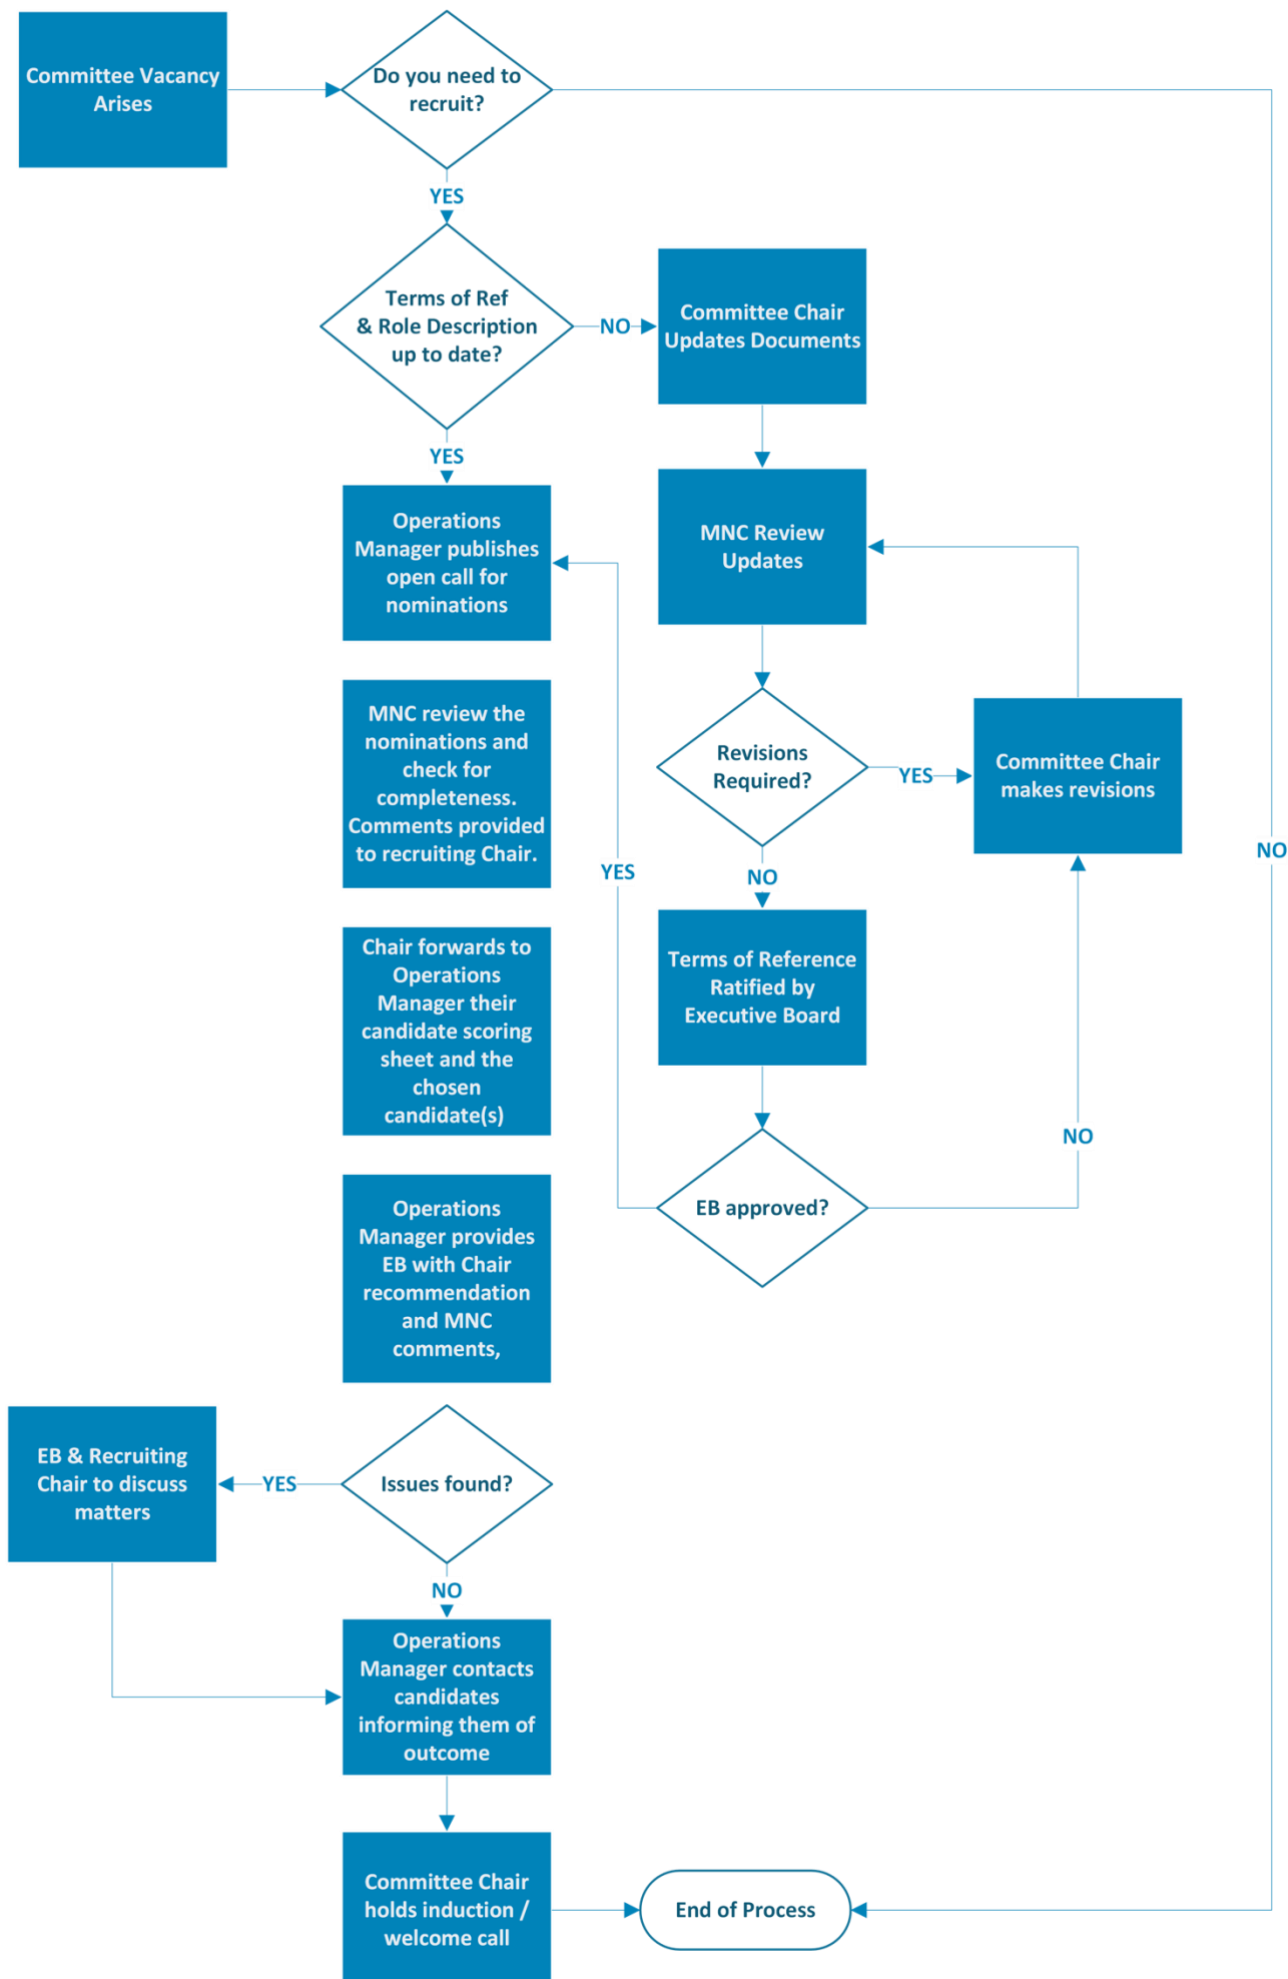 Committee Vacancy
Arises
Do you need to
recruit?
YES
Terms of Ref
& Role Description
up to date?
NO
Committee Chair
Updates Documents
YES
Operations
Manager publishes
open call for
nominations
MNC Review
Updates
MNC review the
nominations and
check for
completeness.
Comments provided
to recruiting Chair.
Revisions
Required?
YES
Committee Chair
makes revisions
NO
YES
NO
Chair forwards to
Operations
Manager their
candidate scoring
sheet and the
chosen
candidate(s)
Terms of Reference
Ratified by
Executive Board
NO
EB approved?
Operations
Manager provides
EB with Chair
recommendation
and MNC
comments,
EB & Recruiting
Chair to discuss
matters
YES
Issues found?
NO
Operations
Manager contacts
candidates
informing them of
outcome
Committee Chair
holds induction /
welcome call
End of Process